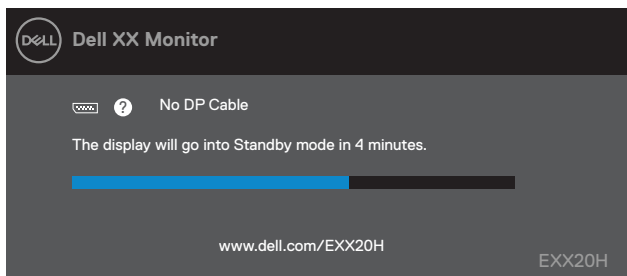 DELL Dell XX Monitor
? No DP Cable
The display will go into Standby mode in 4 minutes.
www.dell.com/EXX20H
EXX20H